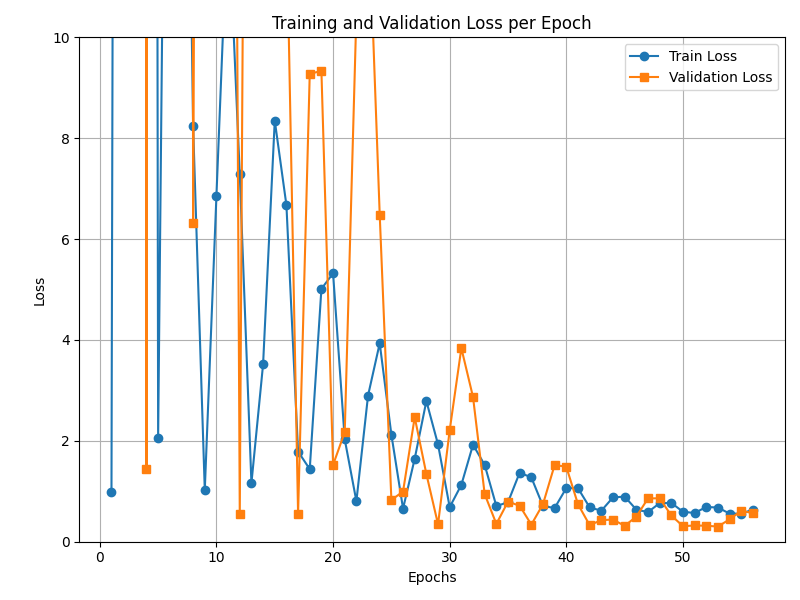 Training and Validation Loss per Epoch
Train Loss
Validation Loss
Loss
10
8
6
4
2
0
0 10 20 30 40 50
Epochs